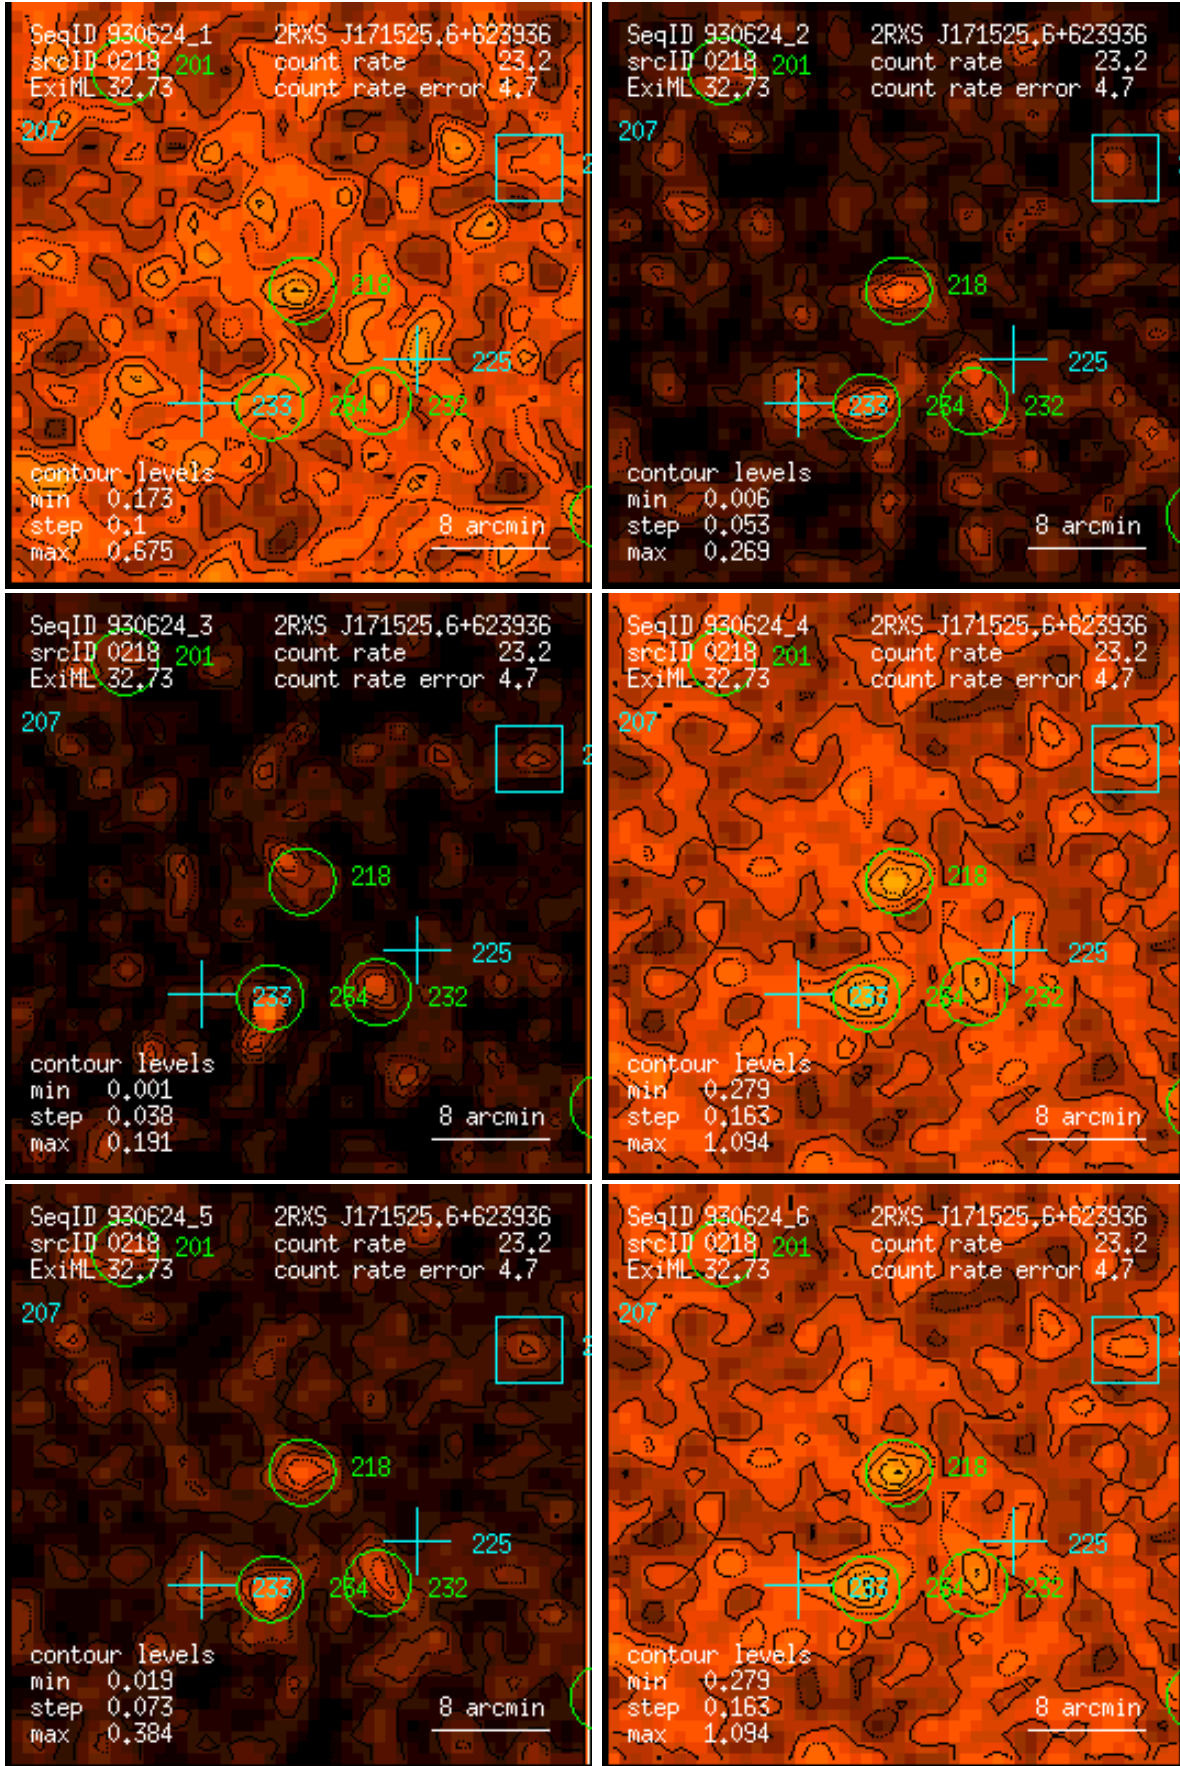 SeqID 930624_1 2RXS J171525.6+623936
srcID 0218 201 count rate 23.2
ExiML 32.73 count rate error 4.7
207
218
225
233 264 232
contour levels
min 0.173
step 0.1 8 arcmin
max 0.675
SeqID 930624_2 2RXS J171525.6+623936
srcID 0218 201 count rate 23.2
ExiML 32.73 count rate error 4.7
207
218
225
233 264 232
contour levels
min 0.006
step 0.053 8 arcmin
max 0.269
SeqID 930624_3 2RXS J171525.6+623936
srcID 0218 201 count rate 23.2
ExiML 32.73 count rate error 4.7
207
218
225
233 264 232
contour levels
min 0.001
step 0.038 8 arcmin
max 0.191
SeqID 930624_4 2RXS J171525.6+623936
srcID 0218 201 count rate 23.2
ExiML 32.73 count rate error 4.7
207
218
225
233 264 232
contour levels
min 0.279
step 0.163 8 arcmin
max 1.094
SeqID 930624_5 2RXS J171525.6+623936
srcID 0218 201 count rate 23.2
ExiML 32.73 count rate error 4.7
207
218
225
233 264 232
contour levels
min 0.019
step 0.073 8 arcmin
max 0.384
SeqID 930624_6 2RXS J171525.6+623936
srcID 0218 201 count rate 23.2
ExiML 32.73 count rate error 4.7
207
218
225
233 264 232
contour levels
min 0.279
step 0.163 8 arcmin
max 1.094